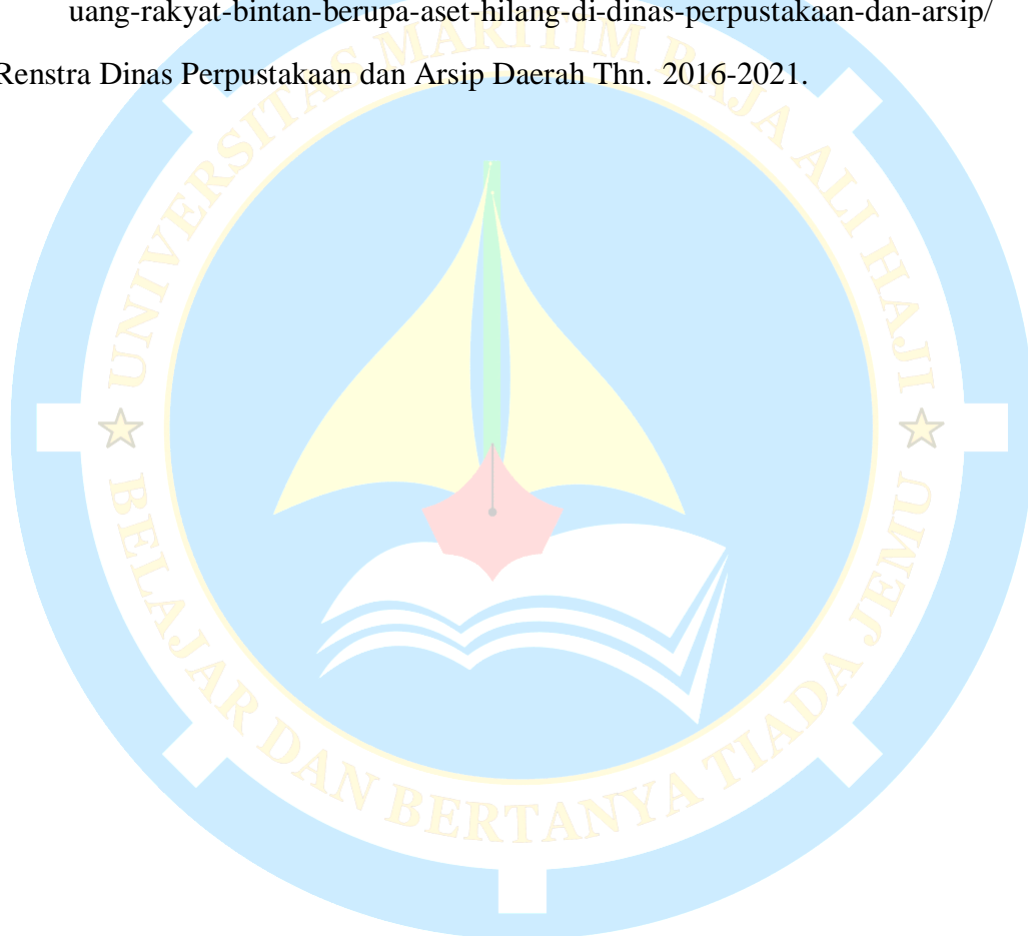 uang-rakyat-bintan-berupa-aset-hilang-di-dinas-perpustakaan-dan-arsip/
Renstra Dinas Perpustakaan dan Arsip Daerah Thn. 2016-2021.
UNIVERSITAS MARITIM RAJA ALI HAJI
BELAJAR DAN BERTANYA TIADA JEMU